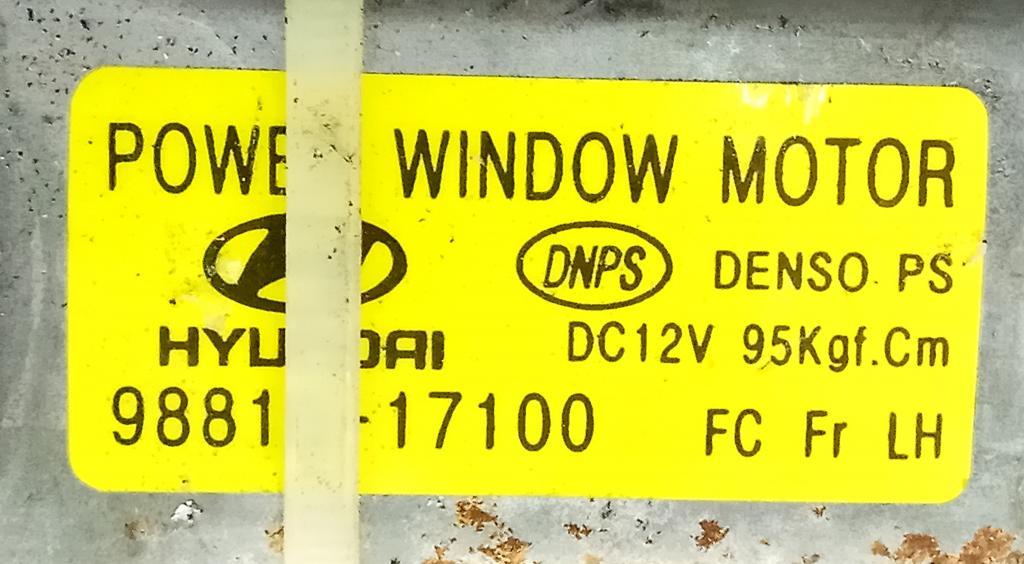 POWE WINDOW MOTOR
DNPS DENSO PS
HYU DAI DC12V 95Kgf.Cm
9881 -17100 FC Fr LH